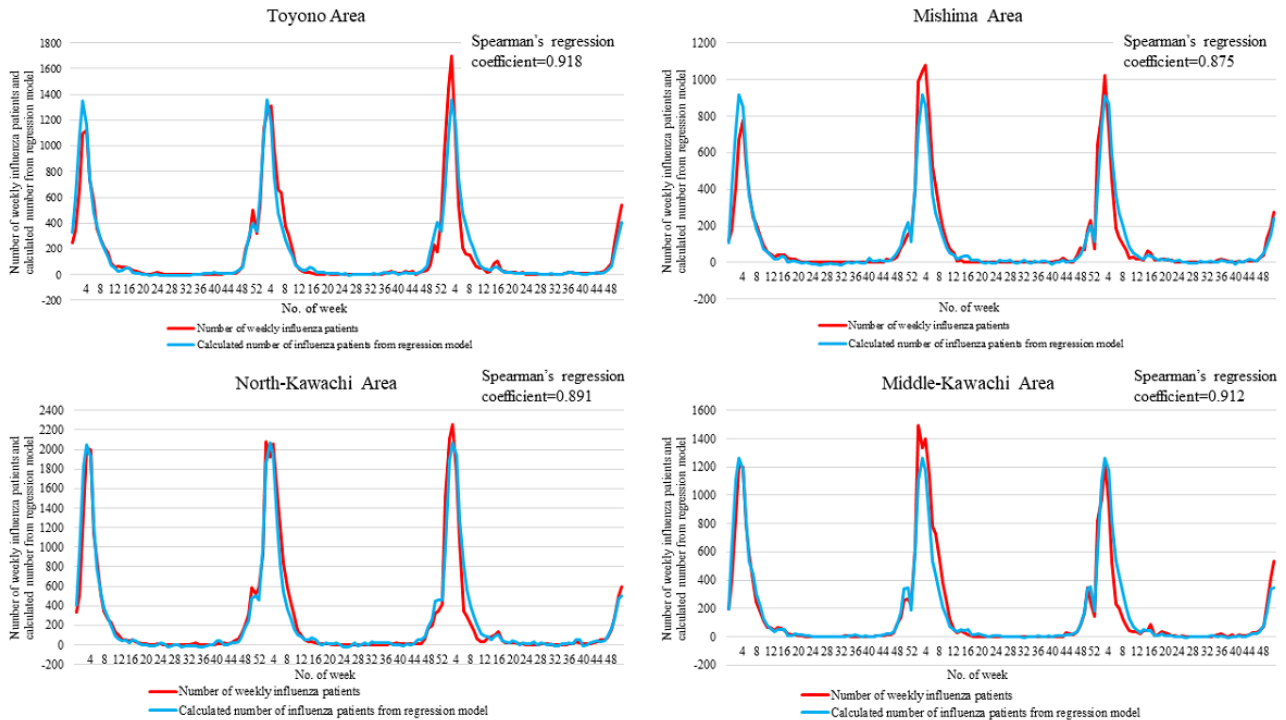 Toyono Area
Spearman's regression
coefficient=0.918
Number of weekly influenza patients and
calculated number from regression model
1800
1600
1400
1200
1000
800
600
400
200
0
-200
4 8 12 16 20 24 28 32 36 40 44 48 52 4 8 12 16 20 24 28 32 36 40 44 48 52 4 8 12 16 20 24 28 32 36 40 44 48
No. of week
Number of weekly influenza patients
Calculated number of influenza patients from regression model
Mishima Area
Spearman's regression
coefficient=0.875
Number of weekly influenza patients and
calculated number from regression model
1200
1000
800
600
400
200
0
-200
4 8 12 16 20 24 28 32 36 40 44 48 52 4 8 12 16 20 24 28 32 36 40 44 48 52 4 8 12 16 20 24 28 32 36 40 44 48
No. of week
Number of weekly influenza patients
Calculated number of influenza patients from regression model
North-Kawachi Area
Spearman's regression
coefficient=0.891
Number of weekly influenza patients and
calculated number from regression model
2400
2200
2000
1800
1600
1400
1200
1000
800
600
400
200
0
-200
4 8 12 16 20 24 28 32 36 40 44 48 52 4 8 12 16 20 24 28 32 36 40 44 48 52 4 8 12 16 20 24 28 32 36 40 44 48
No. of week
Number of weekly influenza patients
Calculated number of influenza patients from regression model
Middle-Kawachi Area
Spearman's regression
coefficient=0.912
Number of weekly influenza patients and
calculated number from regression model
1600
1400
1200
1000
800
600
400
200
0
-200
4 8 12 16 20 24 28 32 36 40 44 48 52 4 8 12 16 20 24 28 32 36 40 44 48 52 4 8 12 16 20 24 28 32 36 40 44 48
No. of week
Number of weekly influenza patients
Calculated number of influenza patients from regression model